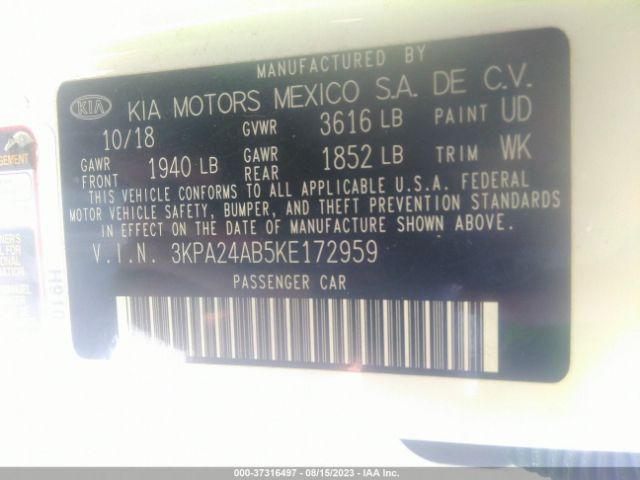 MANUFACTURED BY
KIA KIA MOTORS MEXICO S.A. DE C.V.
10/18 GVWR 3616 LB PAINT UD
GAWR FRONT 1940 LB GAWR REAR 1852 LB TRIM WK
THIS VEHICLE CONFORMS TO ALL APPLICABLE U.S.A. FEDERAL
MOTOR VEHICLE SAFETY, BUMPER, AND THEFT PREVENTION STANDARDS
IN EFFECT ON THE DATE OF MANUFACTURE SHOWN ABOVE.
V.I.N. 3KPA24AB5KE172959
PASSENGER CAR
000-37316497 - 08/15/2023 - IAA Inc.